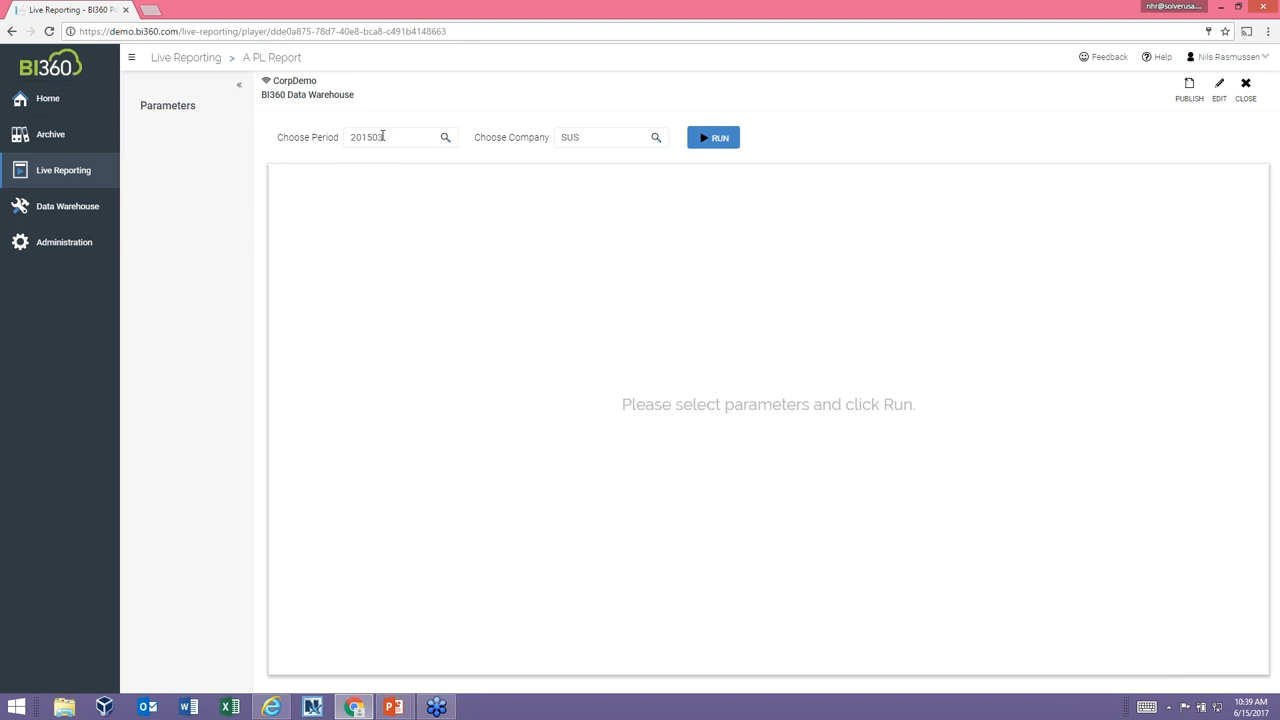 Live Reporting - BI360 P
nhr@solverusa....
https://demo.bi360.com/live-reporting/player/dde0a875-78d7-40e8-bca8-c491b4148663
BI360
Live Reporting > A PL Report
Feedback
Help
Nils Rasmussen
Home
Archive
Live Reporting
Data Warehouse
Administration
«
Parameters
CorpDemo
BI360 Data Warehouse
PUBLISH
EDIT
CLOSE
Choose Period 201503
Choose Company SUS
RUN
Please select parameters and click Run.
10:39 AM
6/15/2017